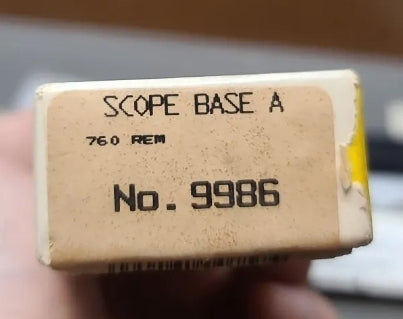 SCOPE BASE A
760 REM
No. 9986